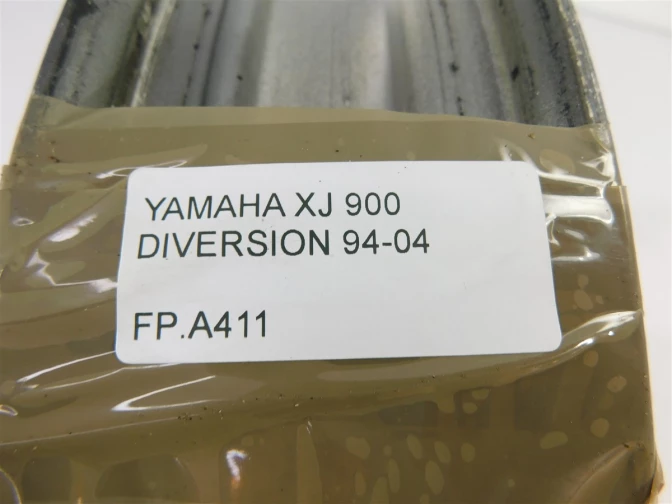 YAMAHA XJ 900
DIVERSION 94-04
FP.A411